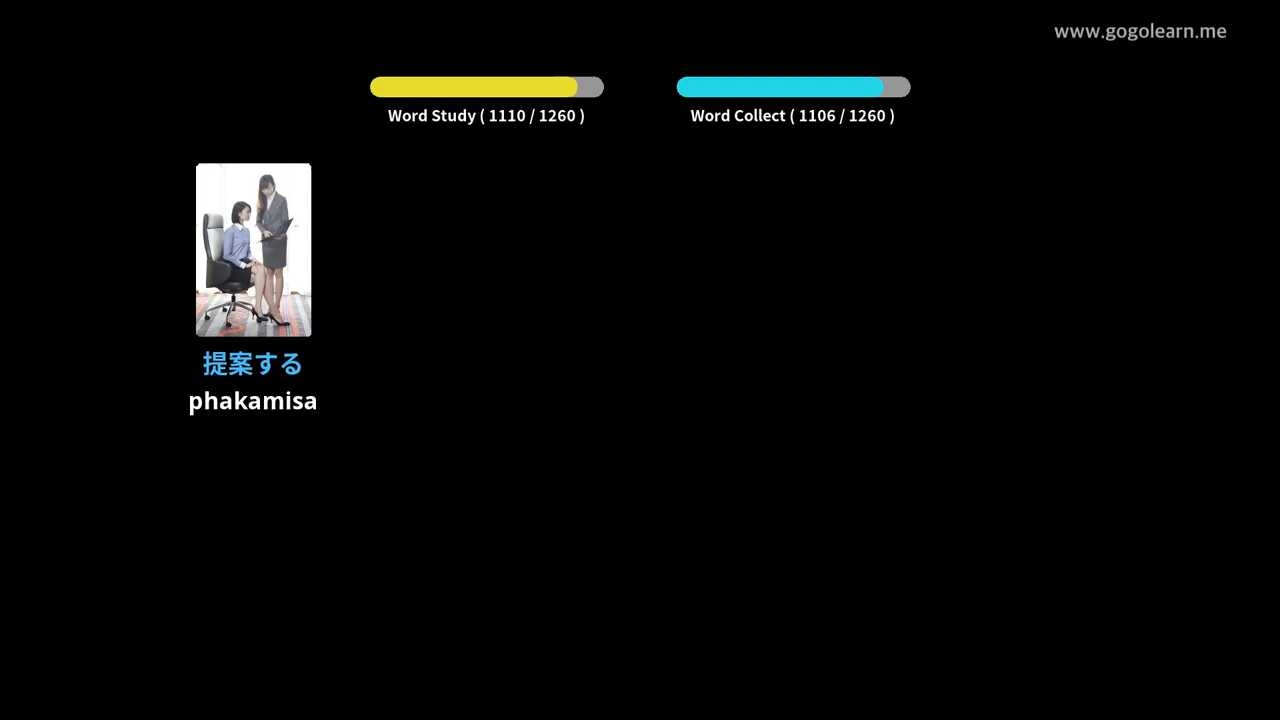 www.gogolearn.me
Word Study ( 1110 / 1260 )
Word Collect ( 1106 / 1260 )
提案する
phakamisa